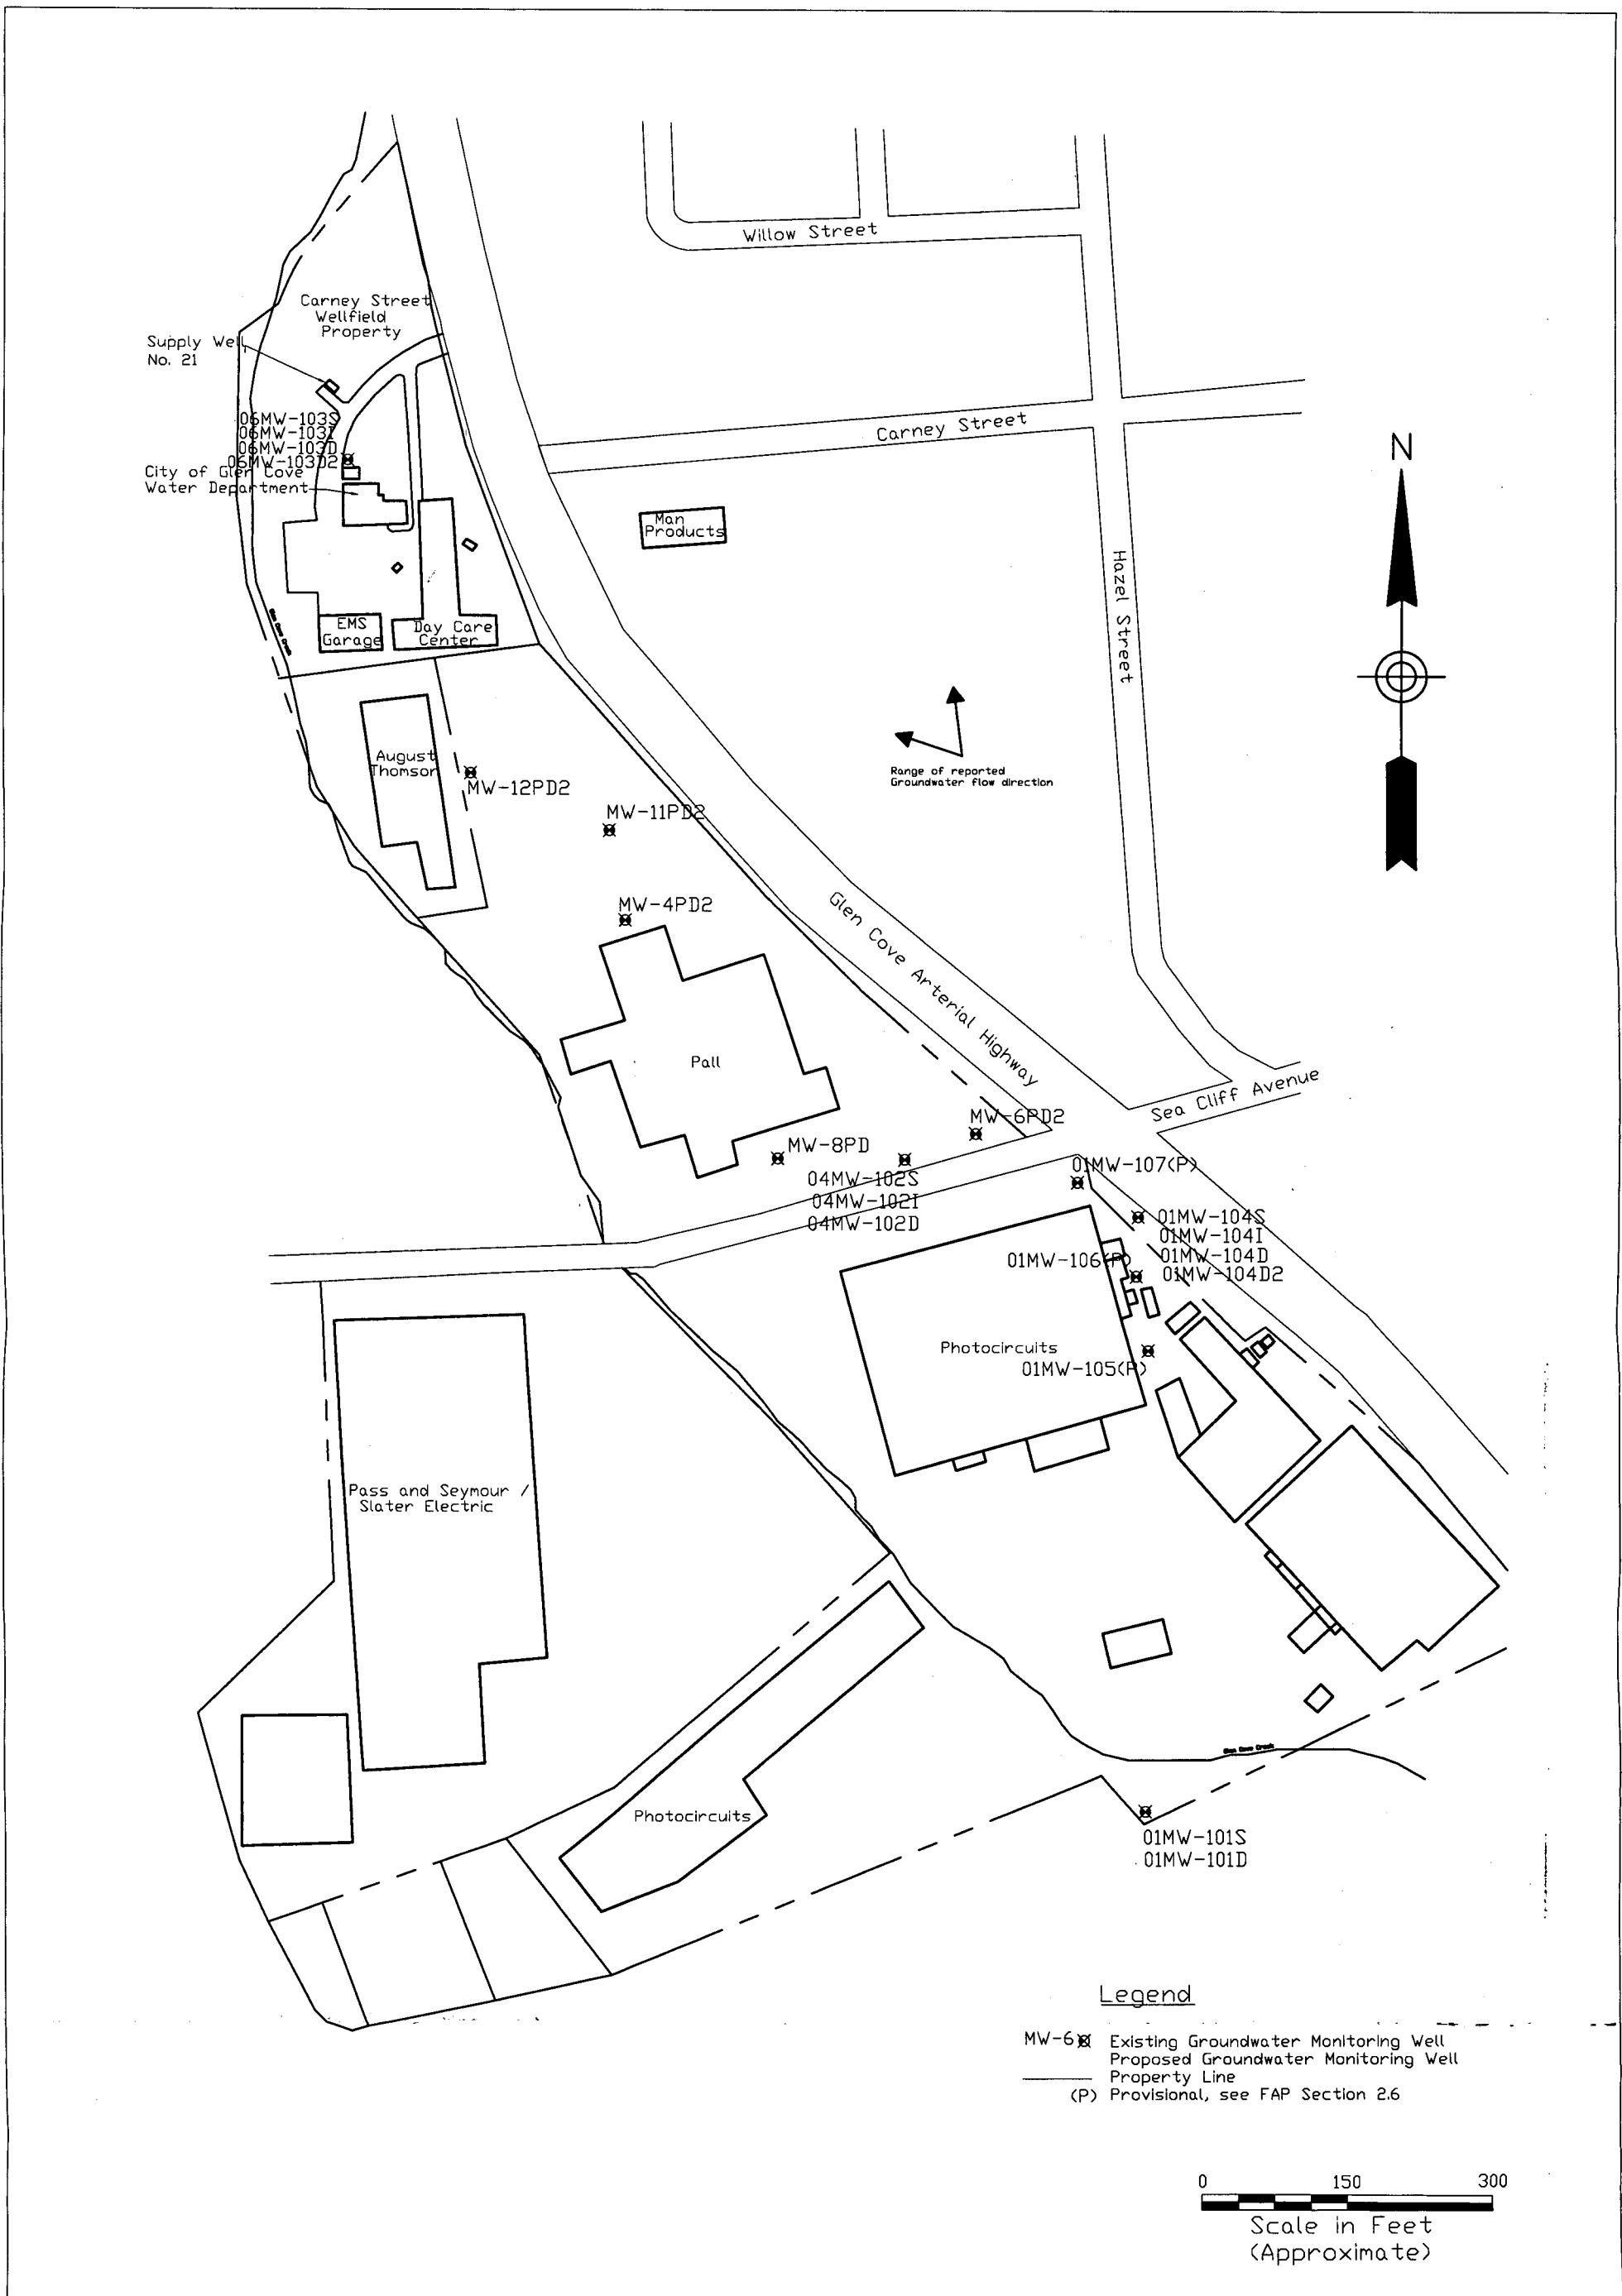 Willow Street
Carney Street
Wellfield
Property
Supply Well
No. 21
06MW-103S
06MW-103I
06MW-103D
06MW-103D2
City of Glen Cove
Water Department
Carney Street
Man
Products
N
Hazel Street
Glen Cove Creek
EMS
Garage
Day Care
Center
August
Thomson
Range of reported
Groundwater flow direction
MW-12PD2
MW-11PD2
MW-4PD2
Glen Cove Arterial Highway
Pall
Sea Cliff Avenue
MW-6PD2
MW-8PD
04MW-102S
04MW-102I
04MW-102D
01MW-107(P)
01MW-104S
01MW-104I
01MW-104D
01MW-104D2
01MW-106(P)
Photocircuits
01MW-105(P)
Pass and Seymour /
Slater Electric
Glen Cove Creek
Photocircuits
01MW-101S
01MW-101D
Legend
MW-6 Existing Groundwater Monitoring Well
Proposed Groundwater Monitoring Well
Property Line
(P) Provisional, see FAP Section 2.6
0 150 300
Scale in Feet
(Approximate)